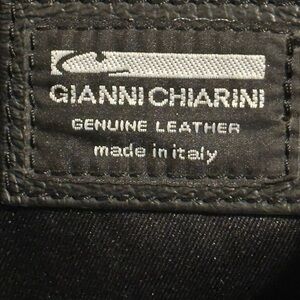 GIANNI CHIARINI
GENUINE LEATHER
made in italy